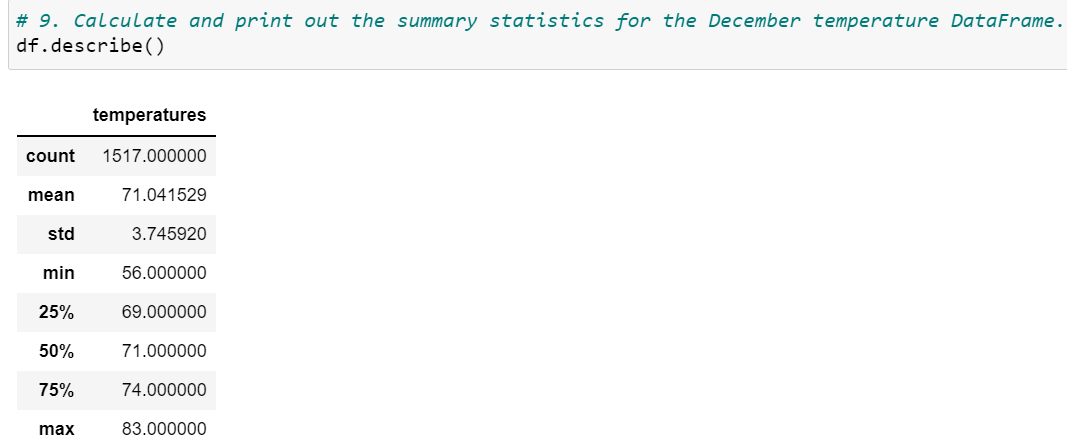 # 9. Calculate and print out the summary statistics for the December temperature DataFrame.
df.describe()
temperatures
count 1517.000000
mean 71.041529
std 3.745920
min 56.000000
25% 69.000000
50% 71.000000
75% 74.000000
max 83.000000